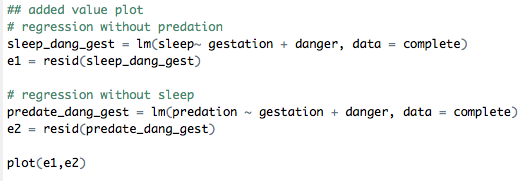 ## added value plot
# regression without predation
sleep_dang_gest = lm(sleep~ gestation + danger, data = complete)
e1 = resid(sleep_dang_gest)
# regression without sleep
predate_dang_gest = lm(predation ~ gestation + danger, data = complete)
e2 = resid(predate_dang_gest)
plot(e1,e2)